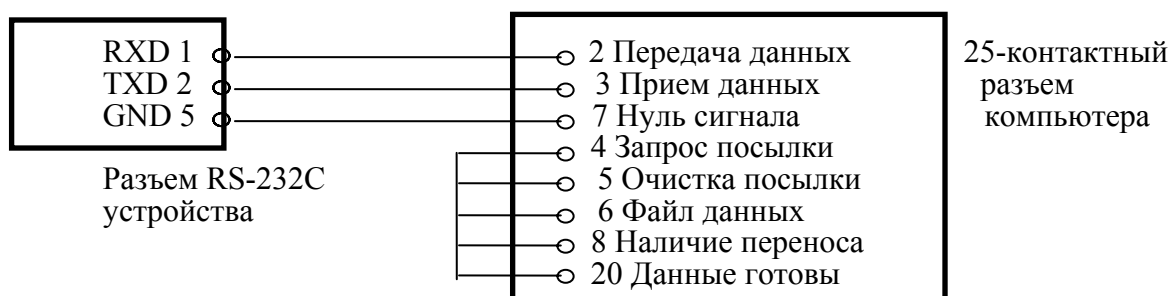 RXD 1
TXD 2
GND 5
Разъем RS-232C
устройства
2 Передача данных
3 Прием данных
7 Нуль сигнала
4 Запрос посылки
5 Очистка посылки
6 Файл данных
8 Наличие переноса
20 Данные готовы
25-контактный
разъем
компьютера